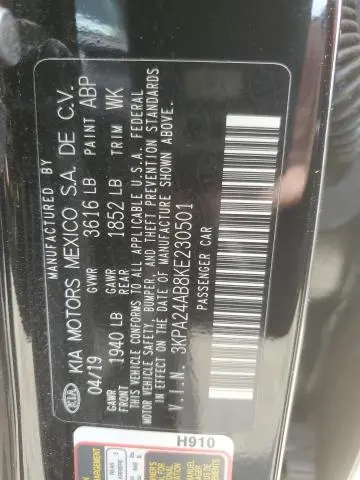 MANUFACTURED BY
KIA KIA MOTORS MEXICO S.A. DE C.V.
04/19 GVWR 3616 LB PAINT ABP
GAWR FRONT 1940 LB GAWR REAR 1852 LB TRIM WK
THIS VEHICLE CONFORMS TO ALL APPLICABLE U.S.A. FEDERAL
MOTOR VEHICLE SAFETY, BUMPER, AND THEFT PREVENTION STANDARDS
IN EFFECT ON THE DATE OF MANUFACTURE SHOWN ABOVE.
V.I.N. 3KPA24AB8KE230501
PASSENGER CAR
H910